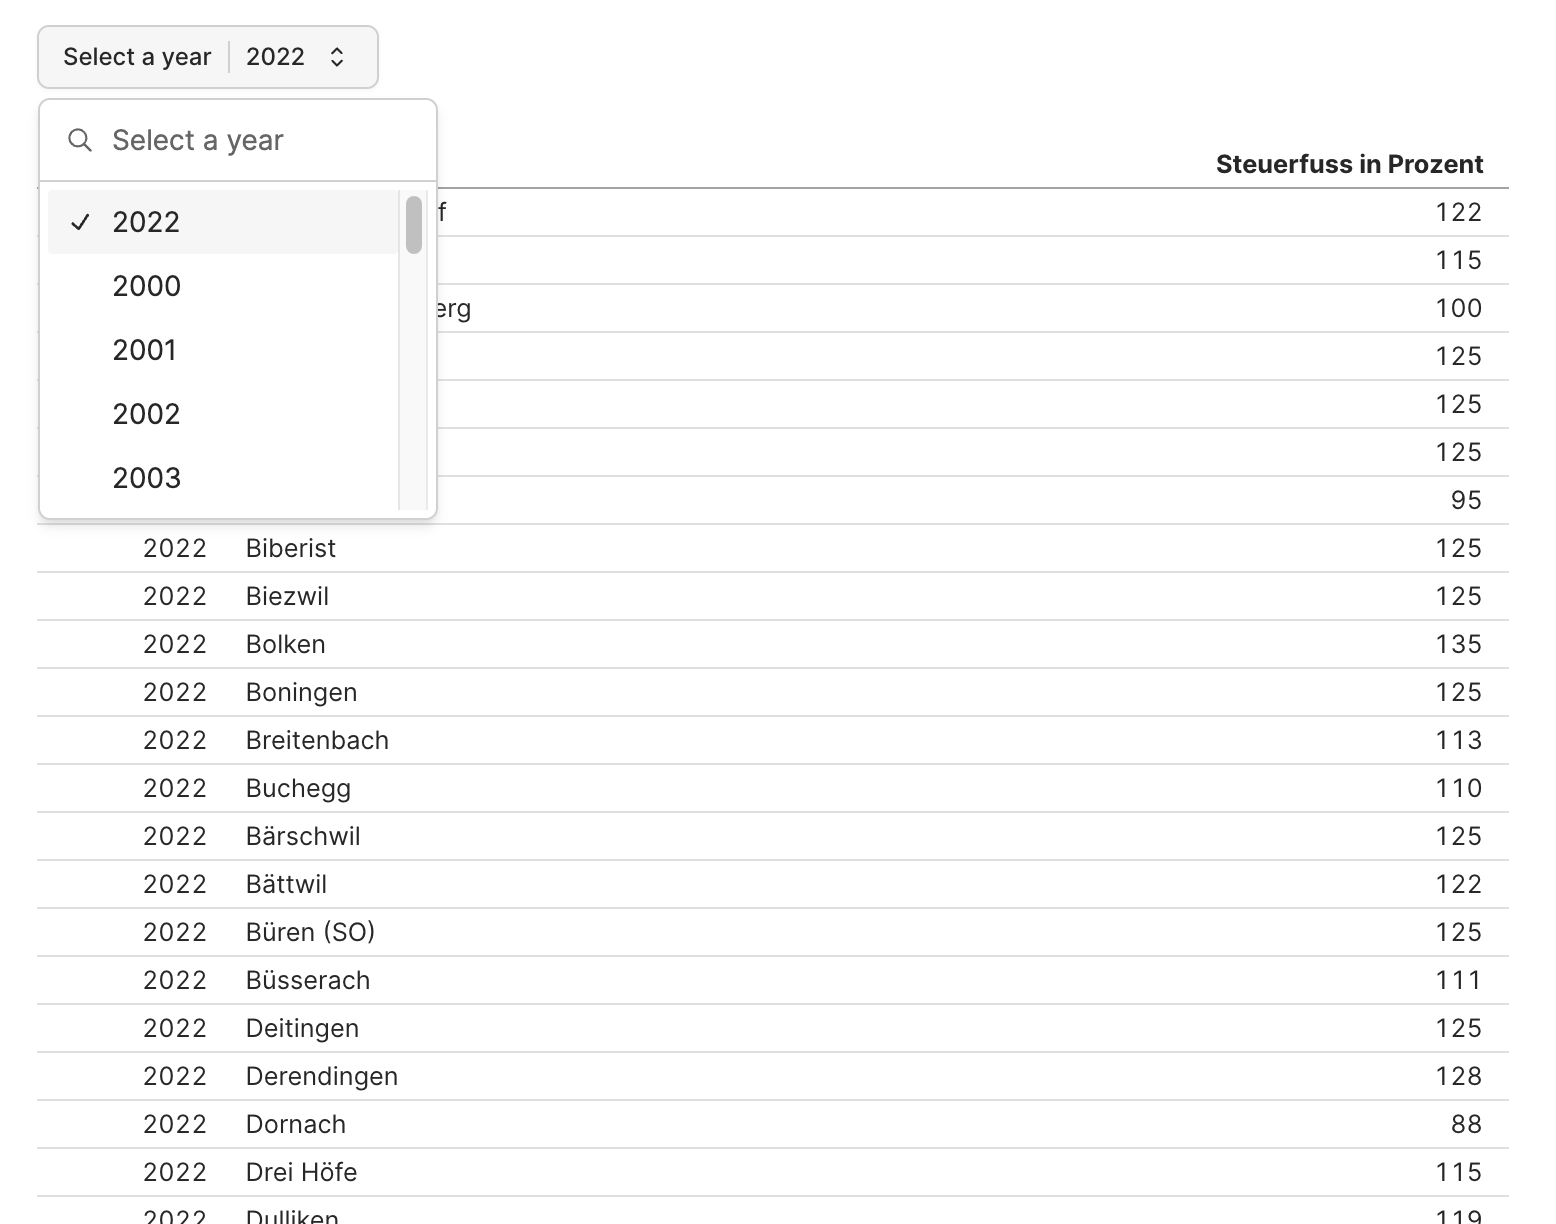 Select a year 2022
Select a year
Steuerfuss in Prozent
2022
122
115
2000
100
2001
125
2002
125
125
2003
95
2022 Biberist 125
2022 Biezwil 125
2022 Bolken 135
2022 Boningen 125
2022 Breitenbach 113
2022 Buchegg 110
2022 Bärschwil 125
2022 Bättwil 122
2022 Büren (SO) 125
2022 Büsserach 111
2022 Deitingen 125
2022 Derendingen 128
2022 Dornach 88
2022 Drei Höfe 115
2022 Dulliken 119